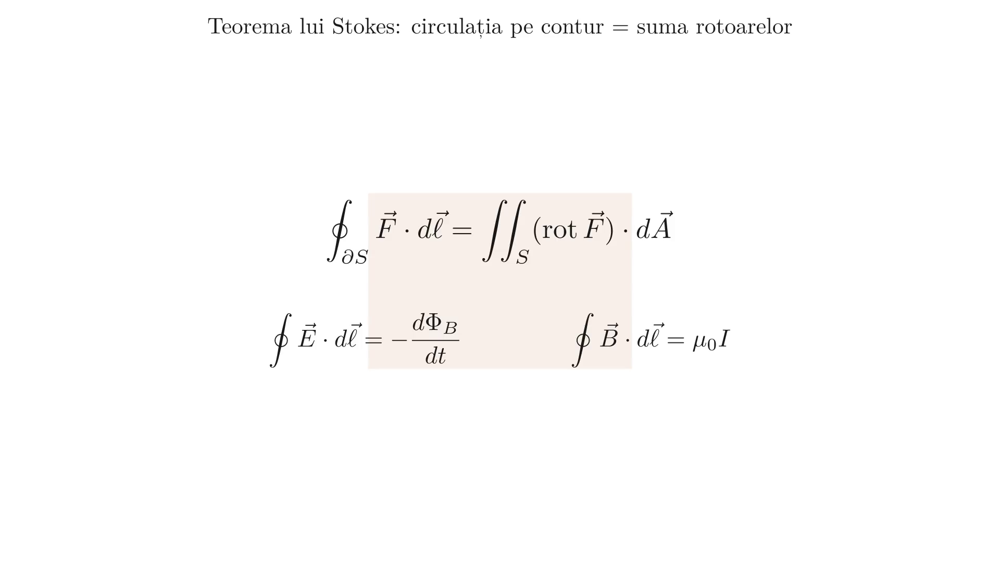 Teorema lui Stokes: circulația pe contur = suma rotoarelor
∮_{∂S} F⃗ · dℓ⃗ = ∬_S (rot F⃗) · dA⃗
∮ E⃗ · dℓ⃗ = −dΦ_B/dt    ∮ B⃗ · dℓ⃗ = μ₀I